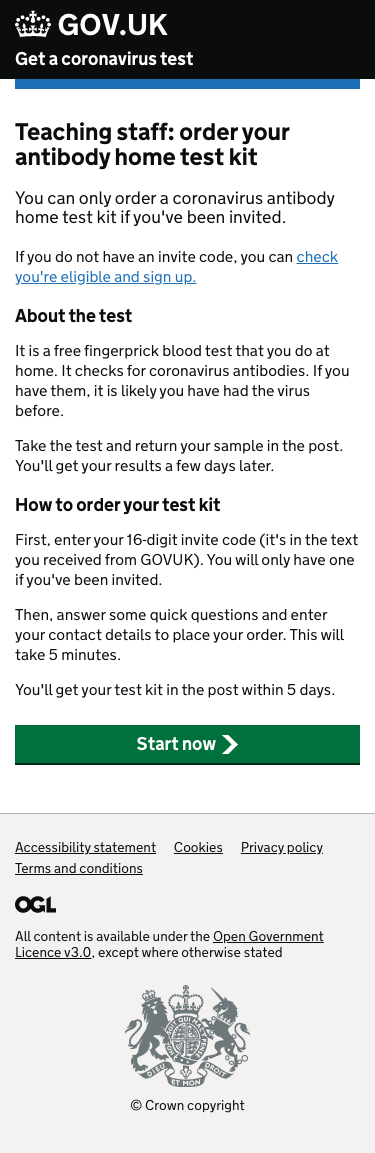 GOV.UK
Get a coronavirus test
Teaching staff: order your
antibody home test kit
You can only order a coronavirus antibody
home test kit if you've been invited.
If you do not have an invite code, you can check
you're eligible and sign up.
About the test
It is a free fingerprick blood test that you do at
home. It checks for coronavirus antibodies. If you
have them, it is likely you have had the virus
before.
Take the test and return your sample in the post.
You'll get your results a few days later.
How to order your test kit
First, enter your 16-digit invite code (it's in the text
you received from GOVUK). You will only have one
if you've been invited.
Then, answer some quick questions and enter
your contact details to place your order. This will
take 5 minutes.
You'll get your test kit in the post within 5 days.
Start now
Accessibility statement Cookies Privacy policy
Terms and conditions
OGL
All content is available under the Open Government
Licence v3.0, except where otherwise stated
DIEU ET MON DROIT
© Crown copyright